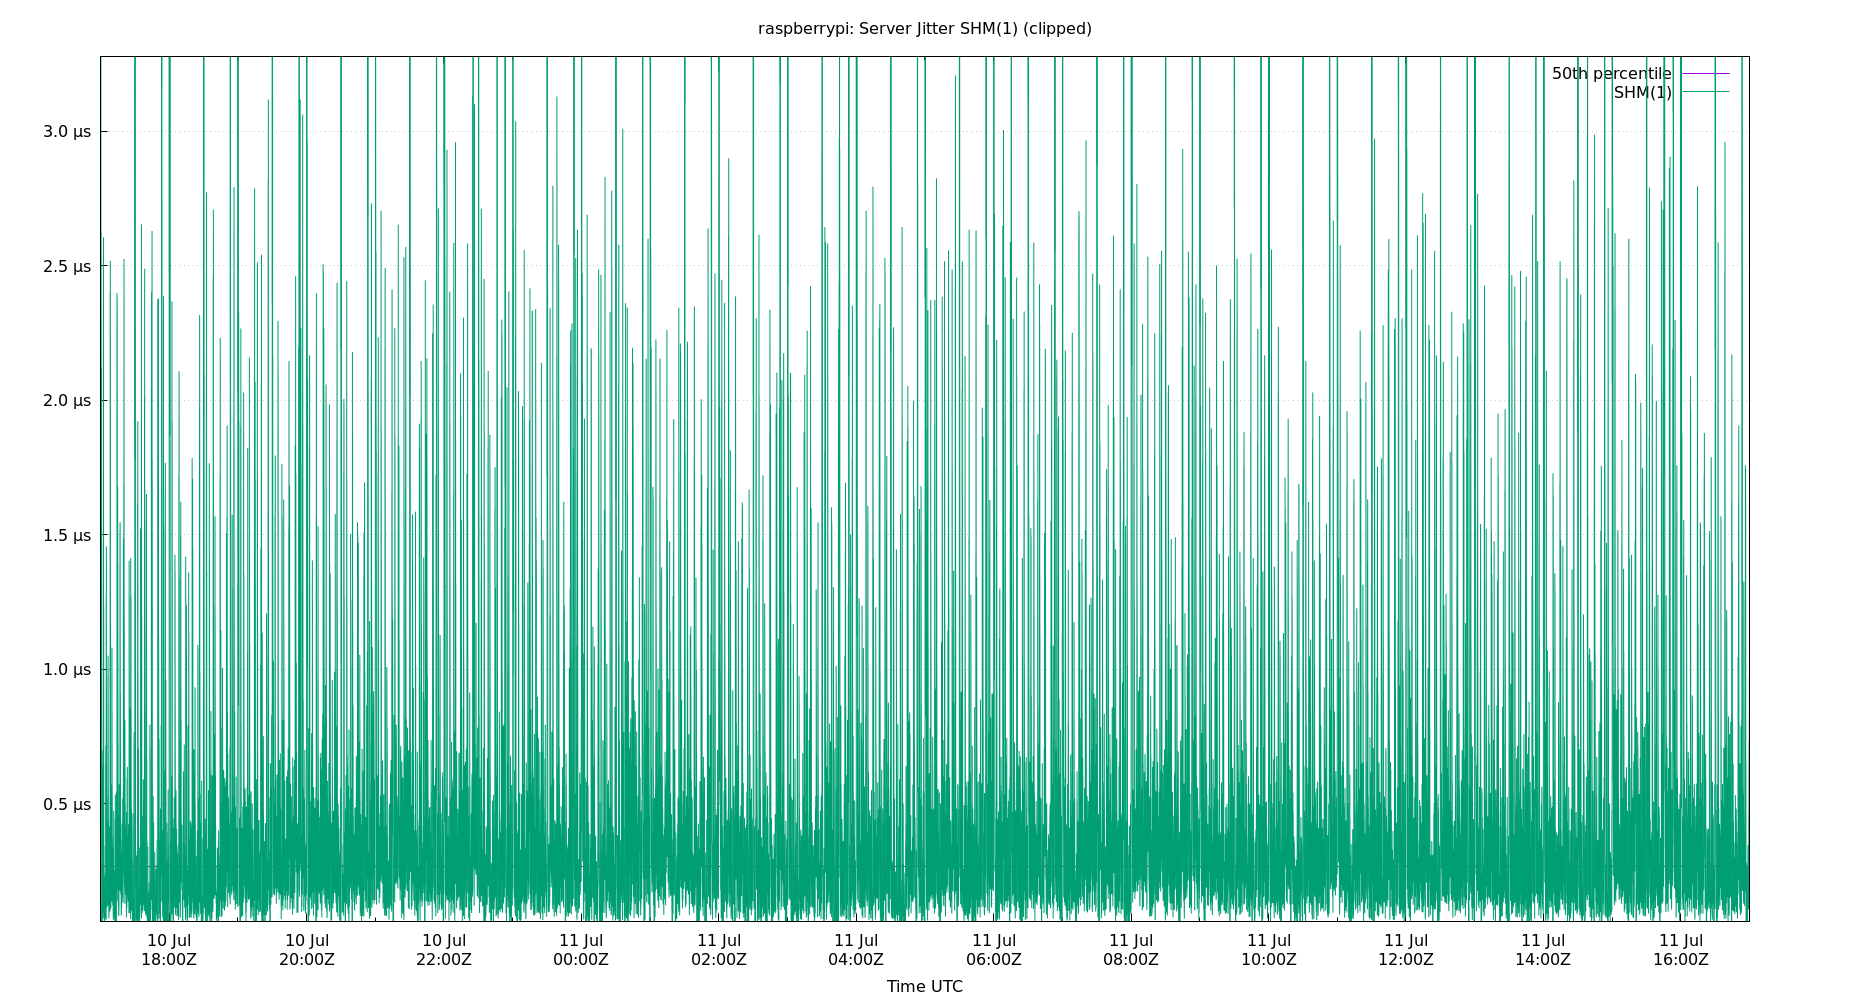 raspberrypi: Server Jitter SHM(1) (clipped)
50th percentile
SHM(1)
3.0 µs
2.5 µs
2.0 µs
1.5 µs
1.0 µs
0.5 µs
10 Jul 10 Jul 10 Jul 11 Jul 11 Jul 11 Jul 11 Jul 11 Jul 11 Jul 11 Jul 11 Jul 11 Jul
18:00Z 20:00Z 22:00Z 00:00Z 02:00Z 04:00Z 06:00Z 08:00Z 10:00Z 12:00Z 14:00Z 16:00Z
Time UTC